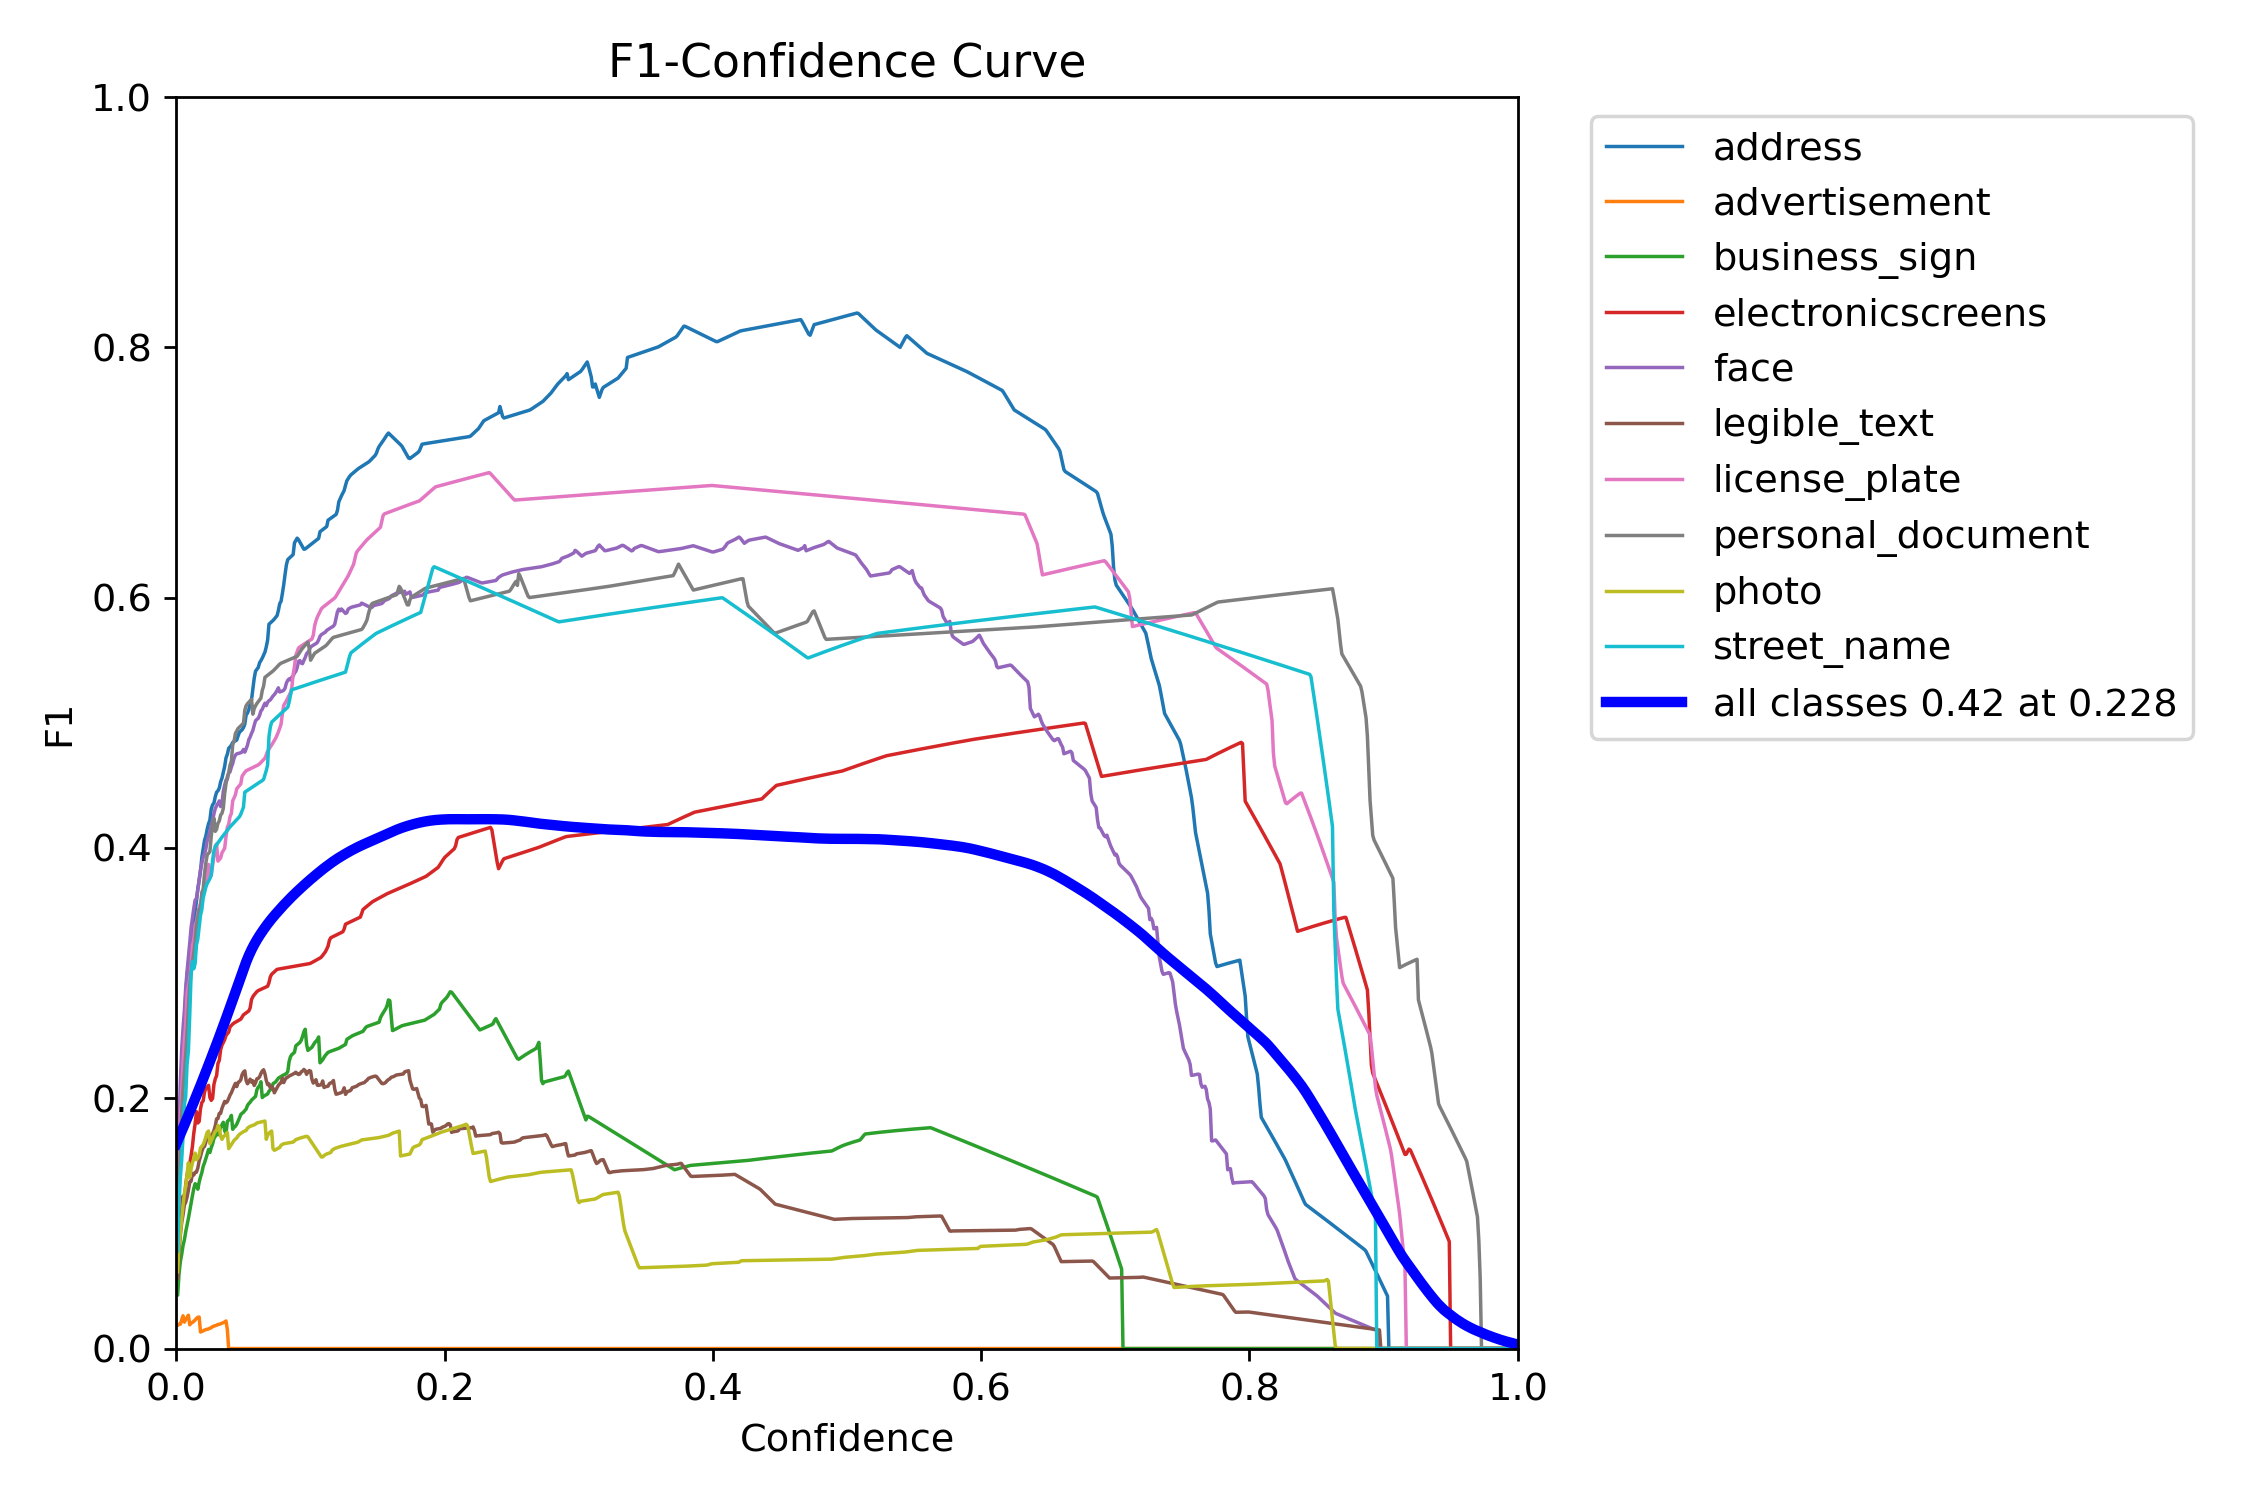 F1-Confidence Curve
1.0
0.8
0.6
0.4
0.2
0.0
F1
0.0 0.2 0.4 0.6 0.8 1.0
Confidence
address
advertisement
business_sign
electronicscreens
face
legible_text
license_plate
personal_document
photo
street_name
all classes 0.42 at 0.228